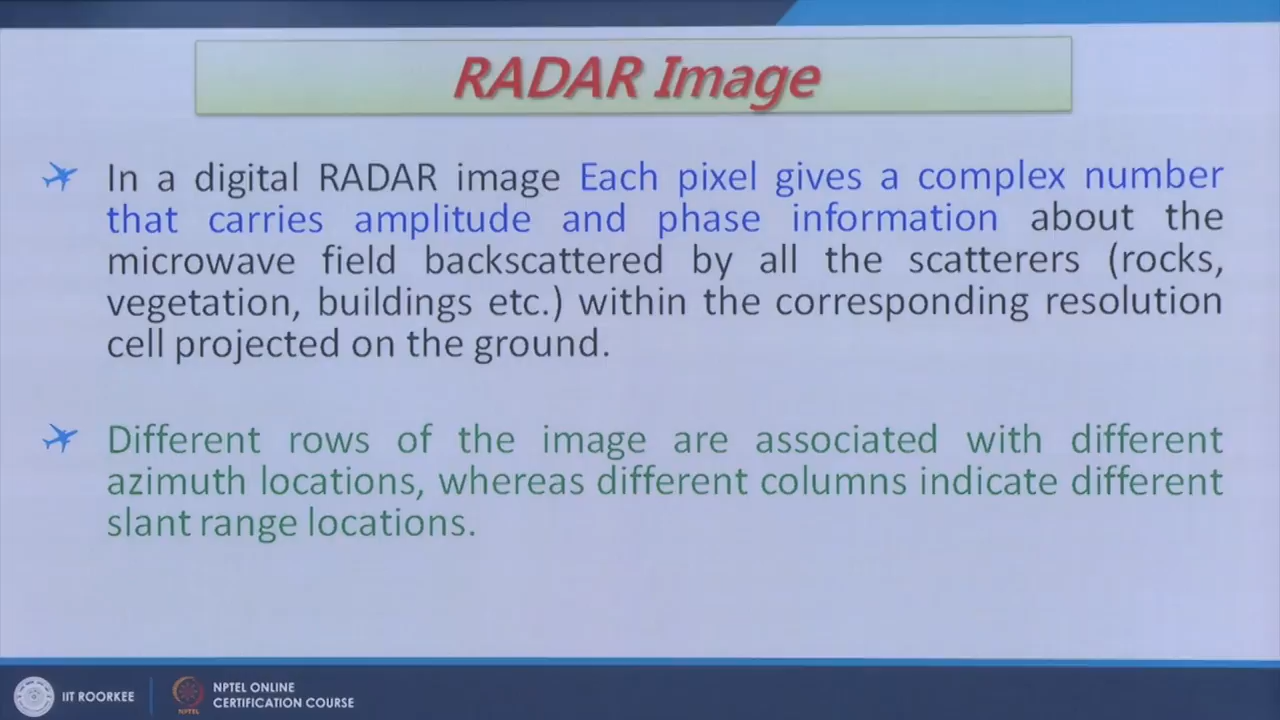 RADAR Image
In a digital RADAR image Each pixel gives a complex number
that carries amplitude and phase information about the
microwave field backscattered by all the scatterers (rocks,
vegetation, buildings etc.) within the corresponding resolution
cell projected on the ground.
Different rows of the image are associated with different
azimuth locations, whereas different columns indicate different
slant range locations.
IIT ROORKEE
NPTEL ONLINE
CERTIFICATION COURSE
NPTEL